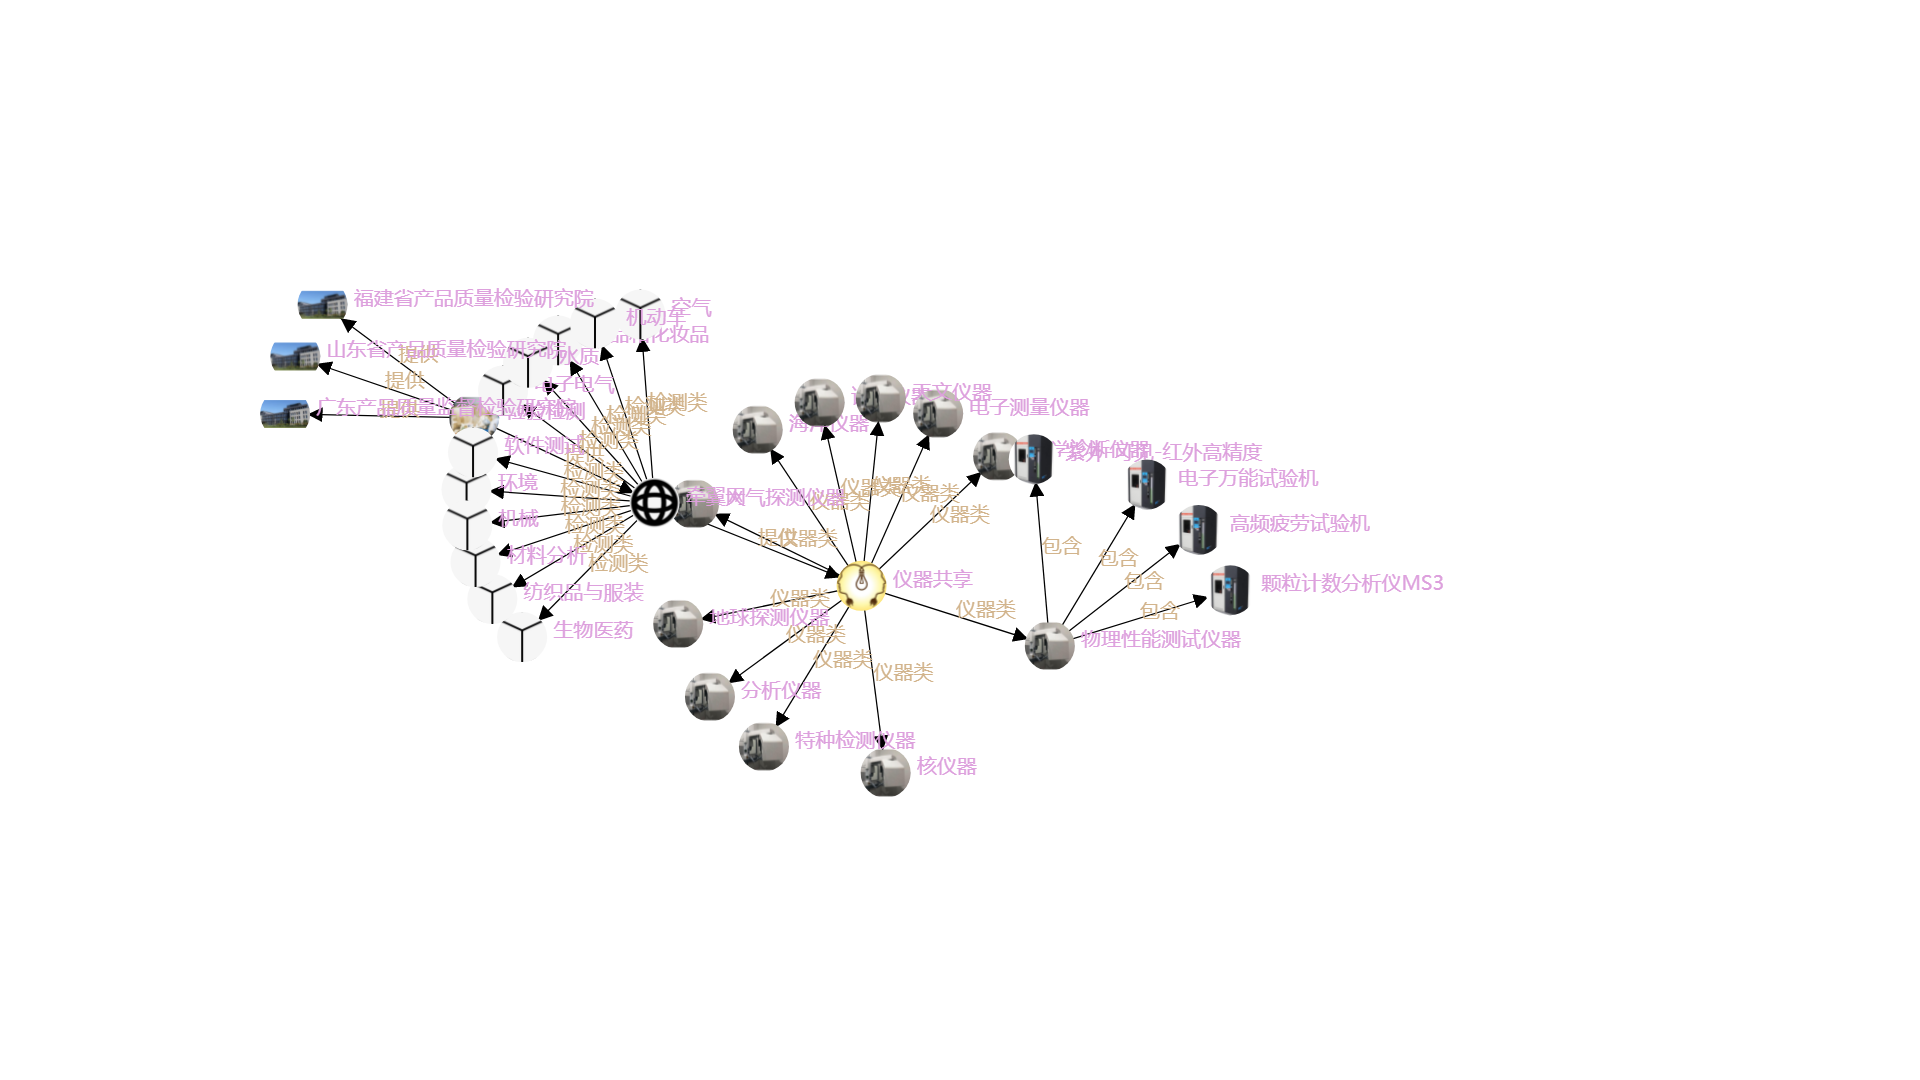 福建省产品质量检验研究院
空气
机动车
化妆品
山东省产品质量检验研究院
提供
水质
提供
电子电气
天文仪器
检测类
检测类
广东产品质量监督检验研究院
检验检测
电子测量仪器
检测类
检测类
海洋仪器
检测类
软件测试
紫外-可见-红外高精度
检测类
电子万能试验机
环境
检测类
仪器类
仪器类
仪器类
大气探测仪器
检测类
仪器类
机械
检测类
仪器类
高频疲劳试验机
提供
仪器类
检测类
包含
材料分析
检测类
包含
仪器共享
包含
颗粒计数分析仪MS3
纺织品与服装
仪器类
仪器类
包含
地球探测仪器
生物医药
仪器类
物理性能测试仪器
仪器类
仪器类
分析仪器
特种检测仪器
核仪器